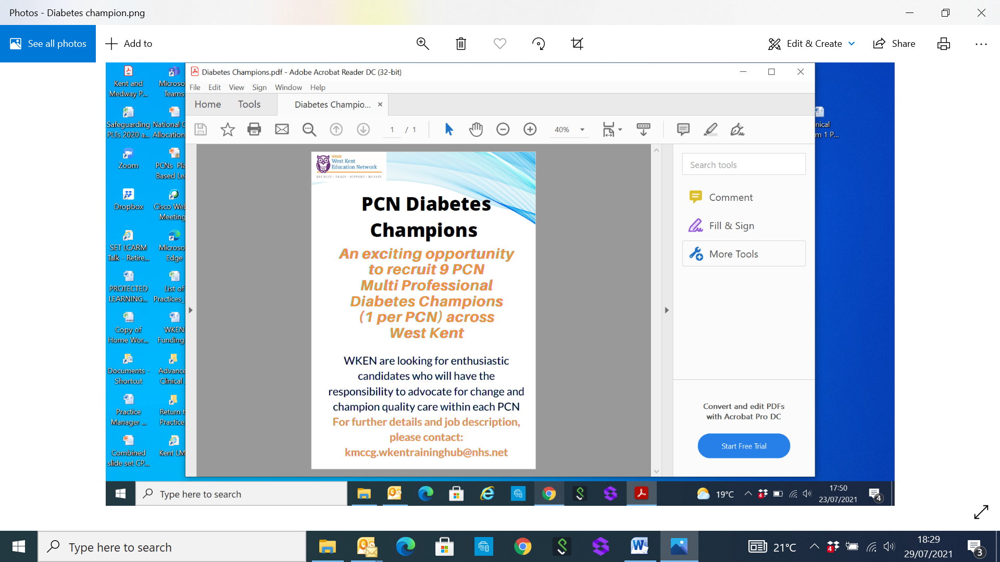 Photos - Diabetes champion.png
See all photos
Add to
Edit & Create
Share
Kent and
Medway P...
Microso
Teams
Safeguarding
PLTs 2020 a...
National C
Allocation
Zoom
PCNs Pla
Based Le
Dropbox
Cisco Web
Meeting
SET LCARM
Talk - Retire...
Microso
Edge
PROTECTED
LEARNING...
List of
Practices_
Copy of
Home Wor...
WKEN
Funding
Documents -
Shortcut
Advance
Clinical
Practice
Manager ...
Return t
Practice.
Combined
slide set CP...
Kent LM
Diabetes Champions.pdf - Adobe Acrobat Reader DC (32-bit)
File Edit View Sign Window Help
Home Tools Diabetes Champio... ×
1 / 1 40%
WKEN
West Kent
Education Network
RECRUIT / TRAIN / SUPPORT / RETAIN
PCN Diabetes
Champions
An exciting opportunity
to recruit 9 PCN
Multi Professional
Diabetes Champions
(1 per PCN) across
West Kent
WKEN are looking for enthusiastic
candidates who will have the
responsibility to advocate for change and
champion quality care within each PCN
For further details and job description,
please contact:
kmccg.wkentraininghub@nhs.net
Search tools
Comment
Fill & Sign
More Tools
Convert and edit PDFs
with Acrobat Pro DC
Start Free Trial
nical
m 1 P...
Type here to search
19°C
4
17:50
23/07/2021
4
Type here to search
21°C
4
18:29
29/07/2021
3